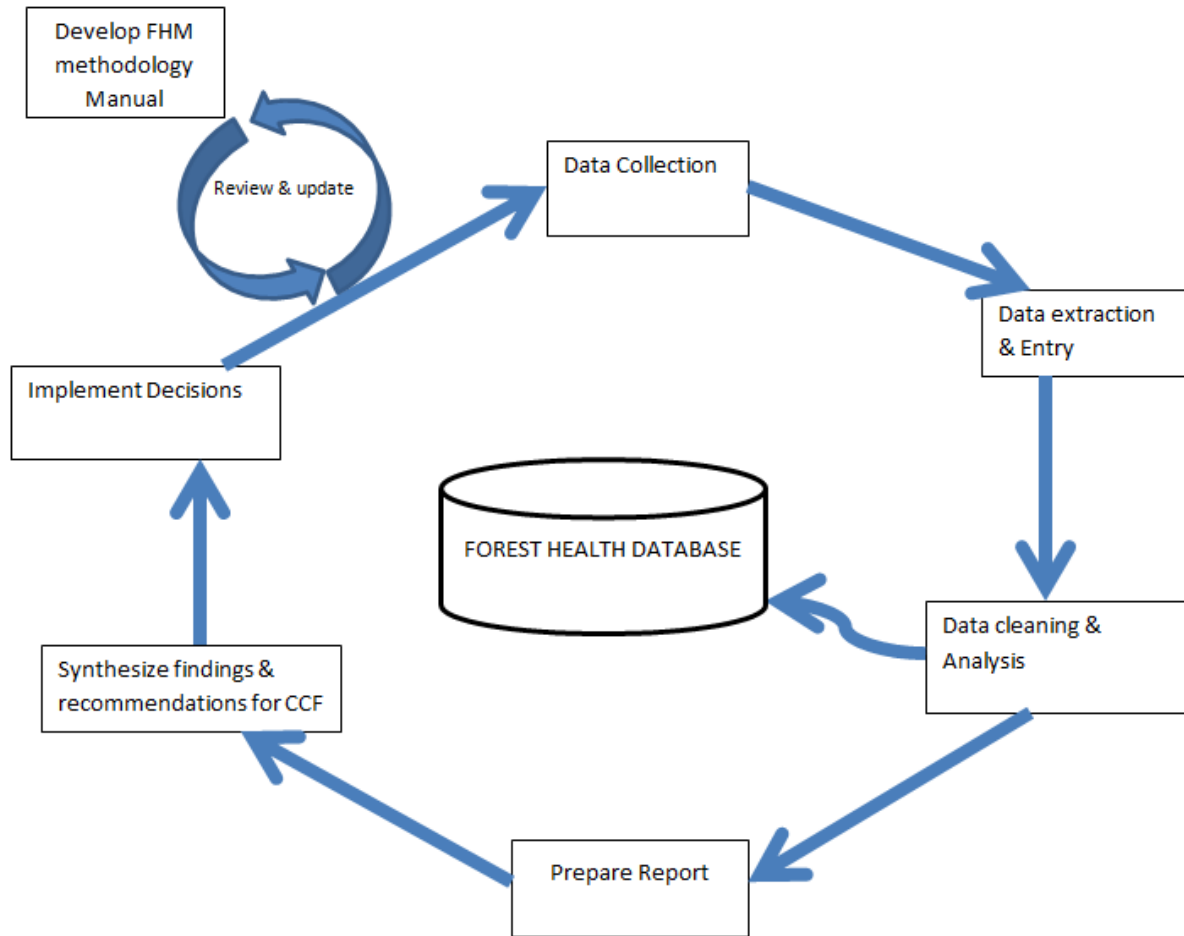 Develop FHM
methodology
Manual
Review & update
Data Collection
Data extraction
& Entry
Implement Decisions
FOREST HEALTH DATABASE
Data cleaning &
Analysis
Synthesize findings &
recommendations for CCF
Prepare Report